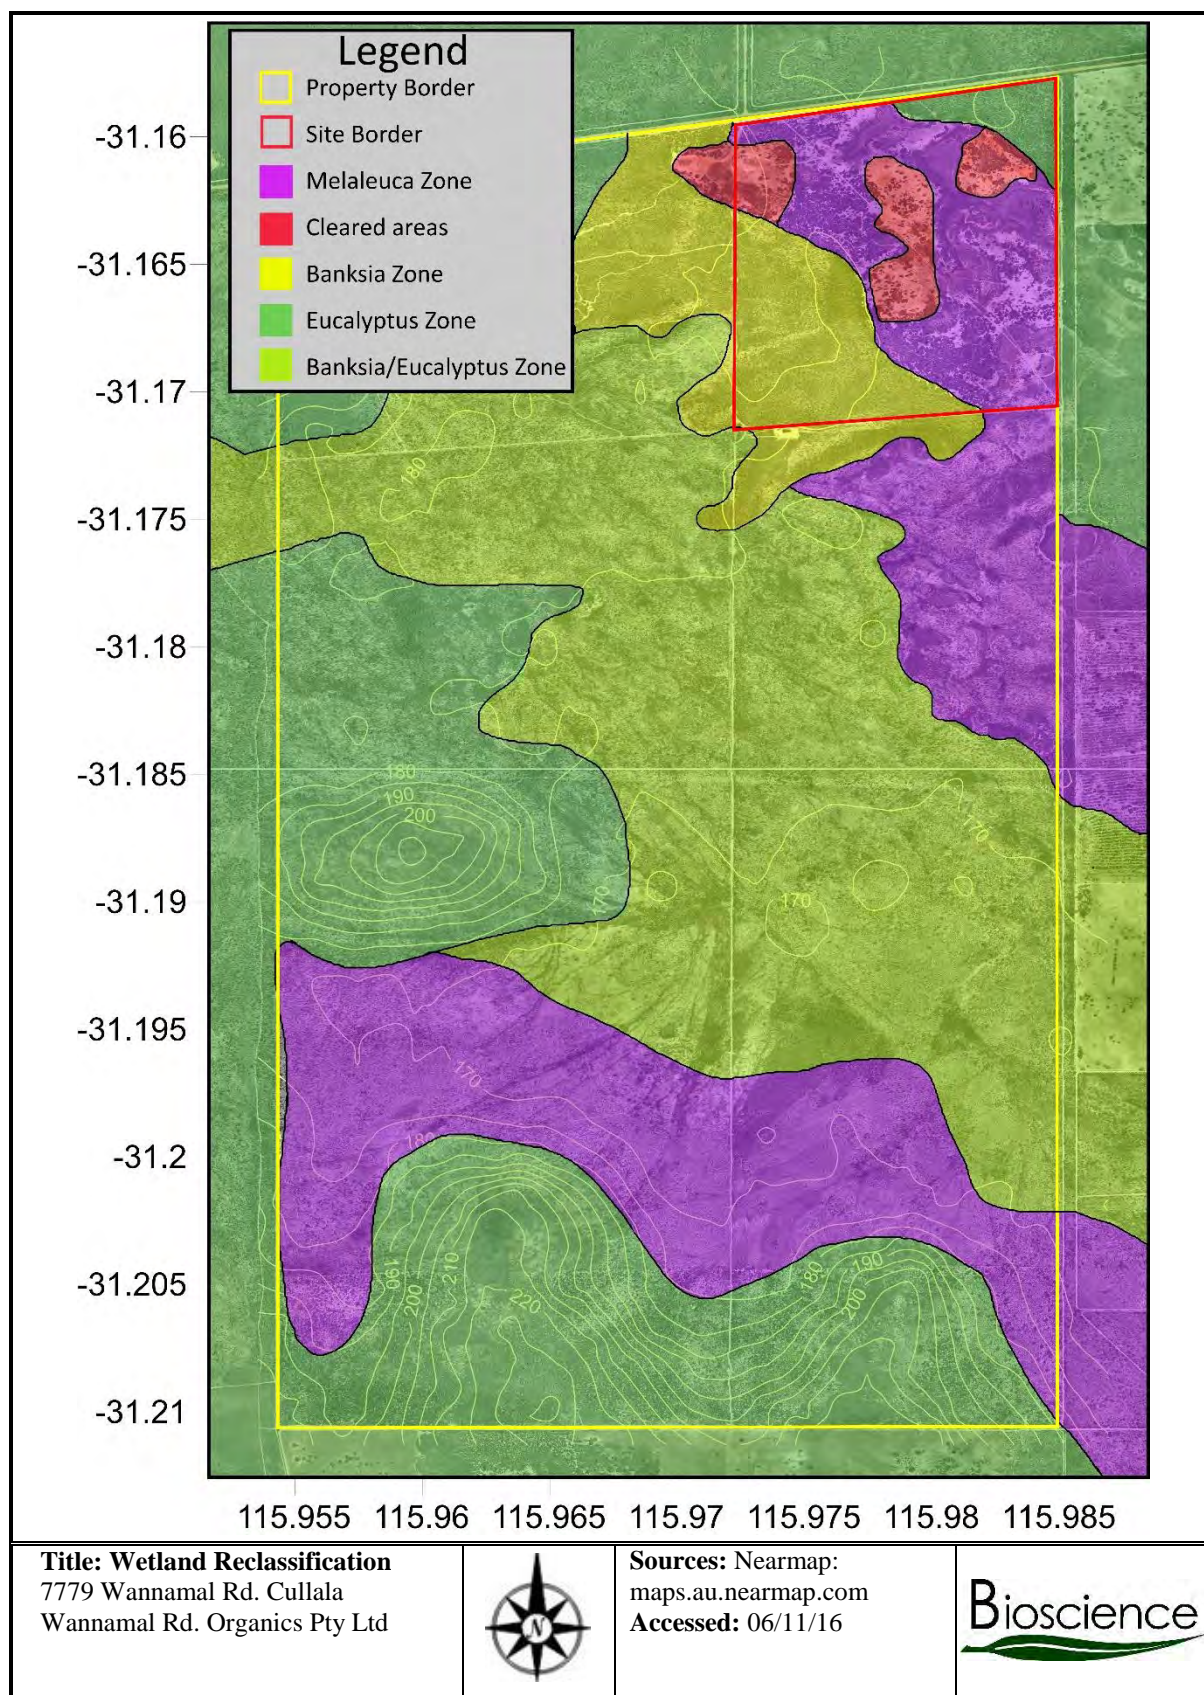 Legend
Property Border
Site Border
Melaleuca Zone
Cleared areas
Banksia Zone
Eucalyptus Zone
Banksia/Eucalyptus Zone
-31.16
-31.165
-31.17
-31.175
-31.18
-31.185
-31.19
-31.195
-31.2
-31.205
-31.21
180
180
190
200
170
170
170
170
180
190
200
210
220
180
190
200
115.955 115.96 115.965 115.97 115.975 115.98 115.985
Title: Wetland Reclassification
7779 Wannamal Rd. Cullala
Wannamal Rd. Organics Pty Ltd
N
Sources: Nearmap:
maps.au.nearmap.com
Accessed: 06/11/16
Bioscience